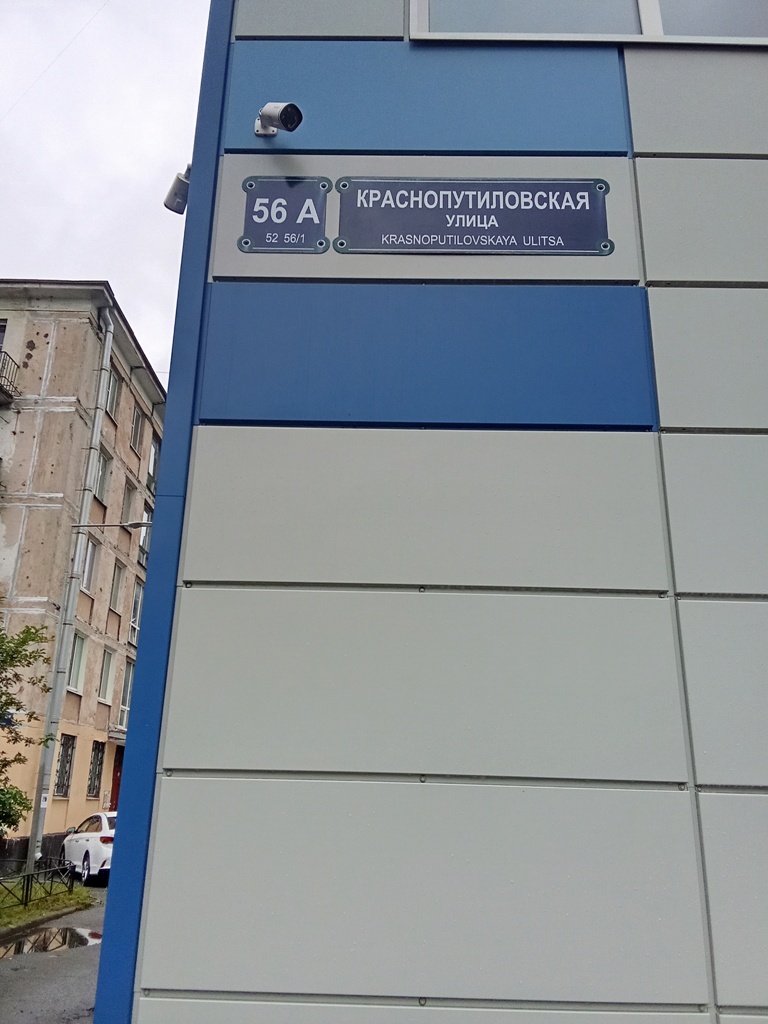 56 А
52 56/1
КРАСНОПУТИЛОВСКАЯ
УЛИЦА
KRASNOPUTILOVSKAYA ULITSA